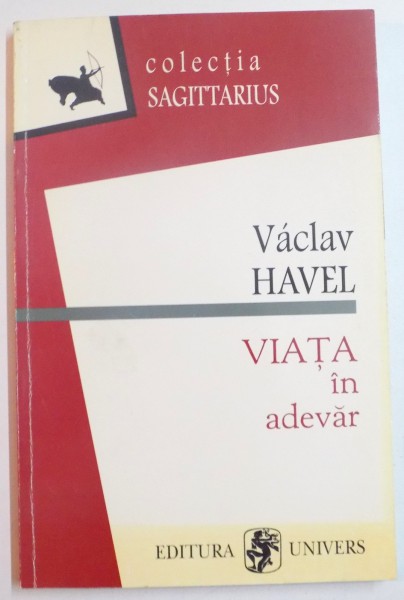 colecția
SAGITTARIUS
Václav
HAVEL
VIAȚA
în
adevăr
EDITURA UNIVERS